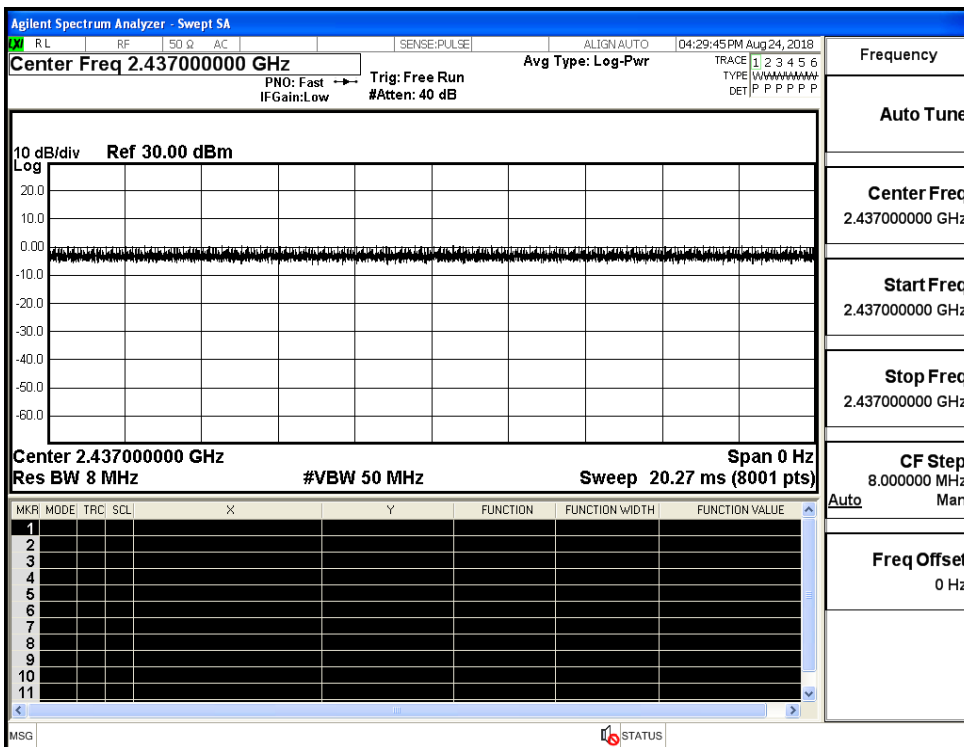 Agilent Spectrum Analyzer - Swept SA
LXI RL RF 50 Ω AC SENSE:PULSE ALIGN AUTO 04:29:45 PM Aug 24, 2018
Center Freq 2.437000000 GHz
PNO: Fast
IFGain:Low
Trig: Free Run
#Atten: 40 dB
Avg Type: Log-Pwr
TRACE 1 2 3 4 5 6
TYPE WWWWWW
DET P P P P P P
10 dB/div Ref 30.00 dBm
Log
20.0
10.0
0.00
-10.0
-20.0
-30.0
-40.0
-50.0
-60.0
Center 2.437000000 GHz Span 0 Hz
Res BW 8 MHz #VBW 50 MHz Sweep 20.27 ms (8001 pts)
MKR MODE TRC SCL X Y FUNCTION FUNCTION WIDTH FUNCTION VALUE
1
2
3
4
5
6
7
8
9
10
11
MSG STATUS
Frequency
Auto Tune
Center Freq
2.437000000 GHz
Start Freq
2.437000000 GHz
Stop Freq
2.437000000 GHz
CF Step
8.000000 MHz
Auto Man
Freq Offset
0 Hz